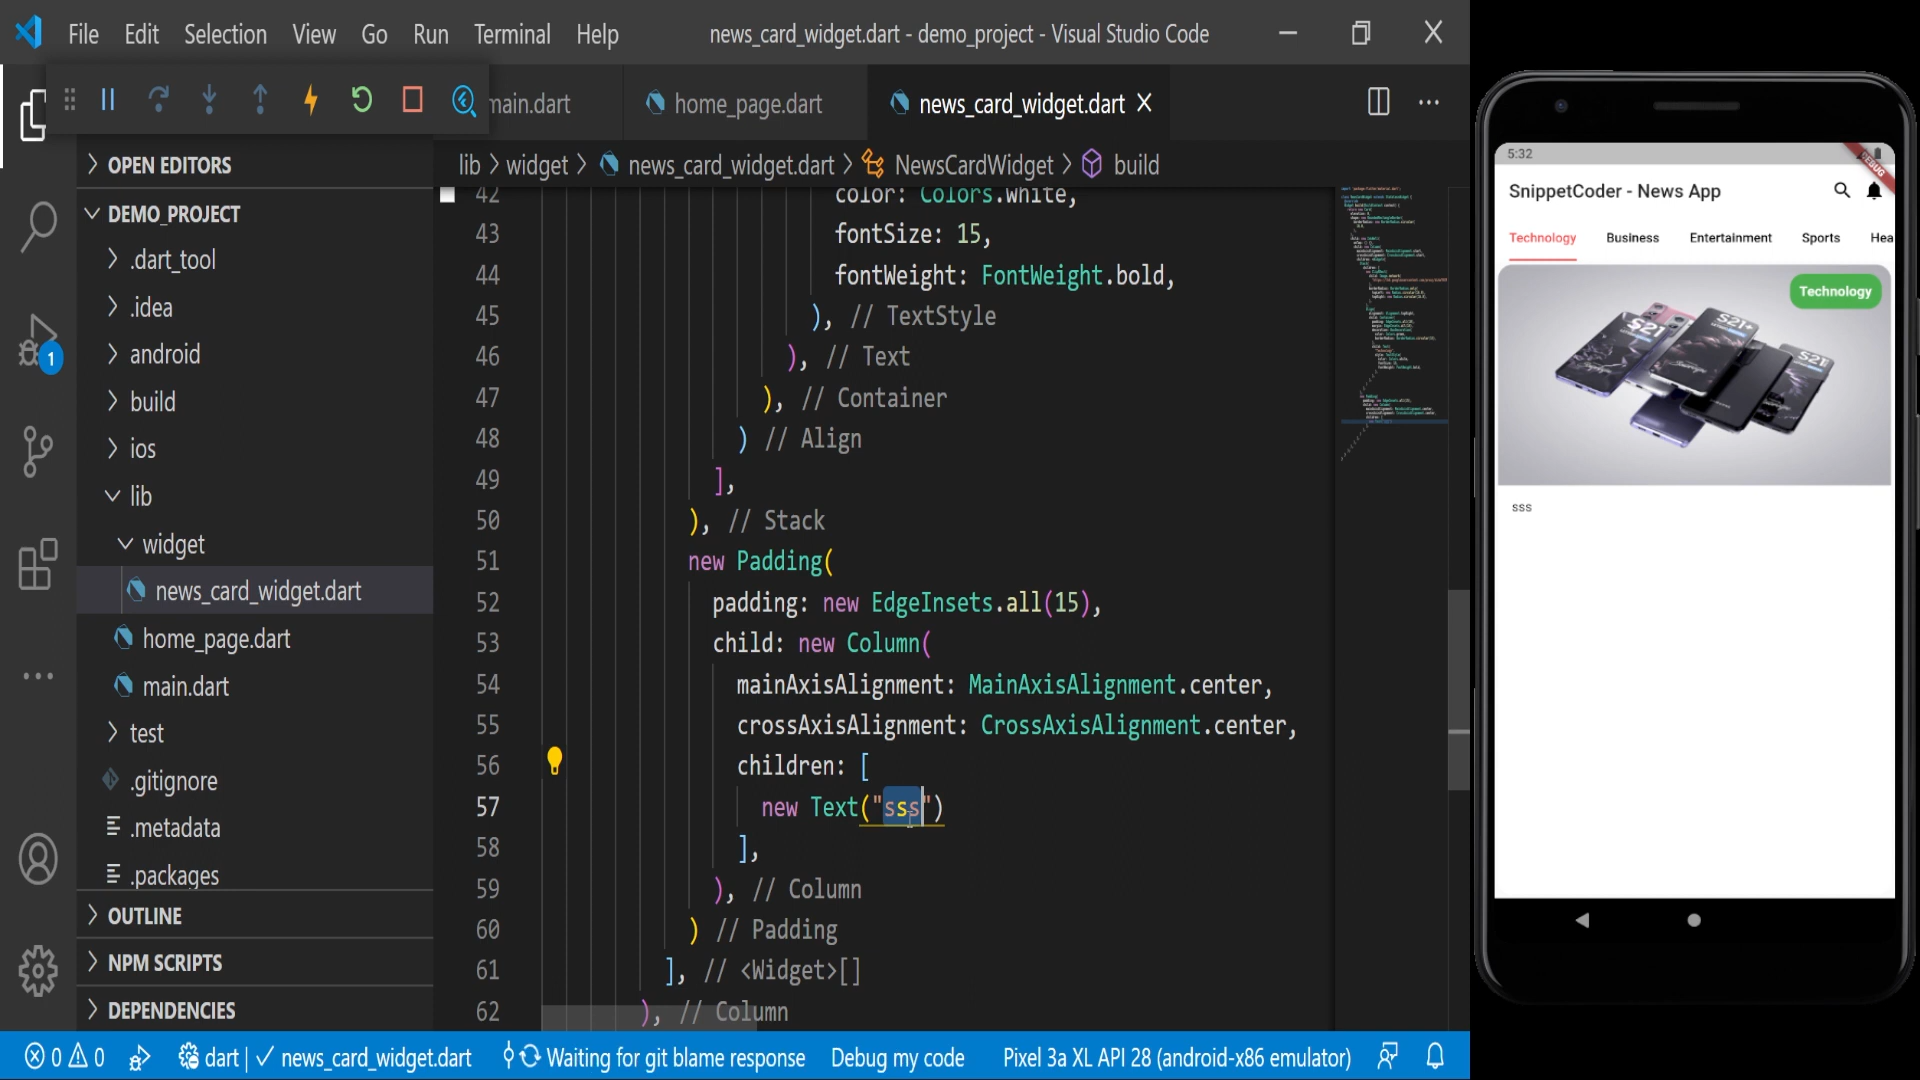 File Edit Selection View Go Run Terminal Help news_card_widget.dart - demo_project - Visual Studio Code
main.dart home_page.dart news_card_widget.dart
lib > widget > news_card_widget.dart > NewsCardWidget > build
OPEN EDITORS
DEMO_PROJECT
.dart_tool
.idea
android
build
ios
lib
widget
news_card_widget.dart
home_page.dart
main.dart
test
.gitignore
.metadata
.packages
OUTLINE
NPM SCRIPTS
DEPENDENCIES
1
42 color: Colors.white,
43 fontSize: 15,
44 fontWeight: FontWeight.bold,
45 ), // TextStyle
46 ), // Text
47 ), // Container
48 ) // Align
49 ],
50 ), // Stack
51 new Padding(
52 padding: new EdgeInsets.all(15),
53 child: new Column(
54 mainAxisAlignment: MainAxisAlignment.center,
55 crossAxisAlignment: CrossAxisAlignment.center,
56 children: [
57 new Text("sss")
58 ],
59 ), // Column
60 ) // Padding
61 ], // <Widget>[]
62 ), // Column
0 0 dart | ✓ news_card_widget.dart Waiting for git blame response Debug my code Pixel 3a XL API 28 (android-x86 emulator)
5:32
DEBUG
SnippetCoder - News App
Technology Business Entertainment Sports Hea
Technology
S21 S21+ S21
sss